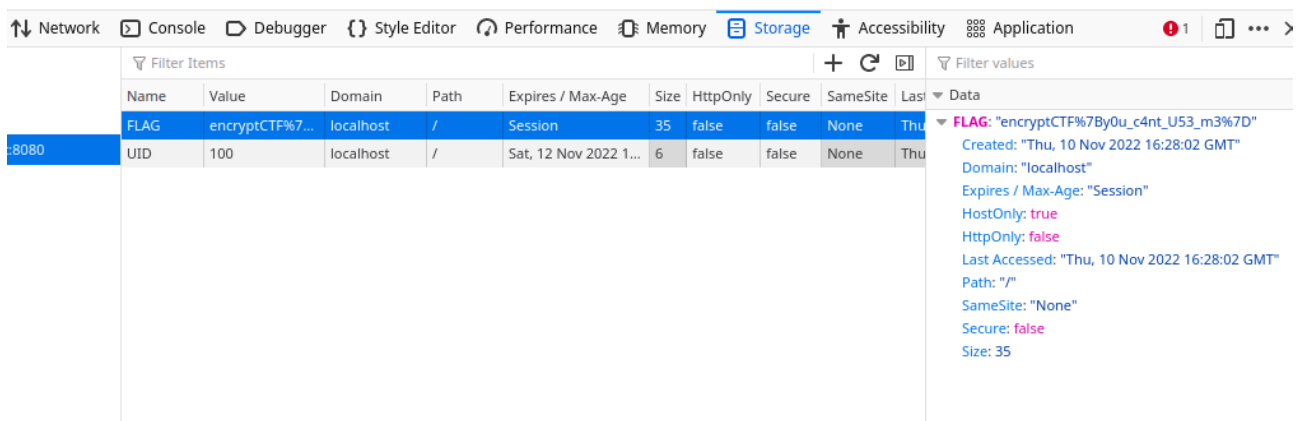 Network Console Debugger {} Style Editor Performance Memory Storage Accessibility Application 1
Filter Items
Filter values
Name Value Domain Path Expires / Max-Age Size HttpOnly Secure SameSite Last
Data
FLAG encryptCTF%7... localhost / Session 35 false false None Thu
:8080
UID 100 localhost / Sat, 12 Nov 2022 1... 6 false false None Thu
FLAG: "encryptCTF%7By0u_c4nt_U53_m3%7D"
Created: "Thu, 10 Nov 2022 16:28:02 GMT"
Domain: "localhost"
Expires / Max-Age: "Session"
HostOnly: true
HttpOnly: false
Last Accessed: "Thu, 10 Nov 2022 16:28:02 GMT"
Path: "/"
SameSite: "None"
Secure: false
Size: 35